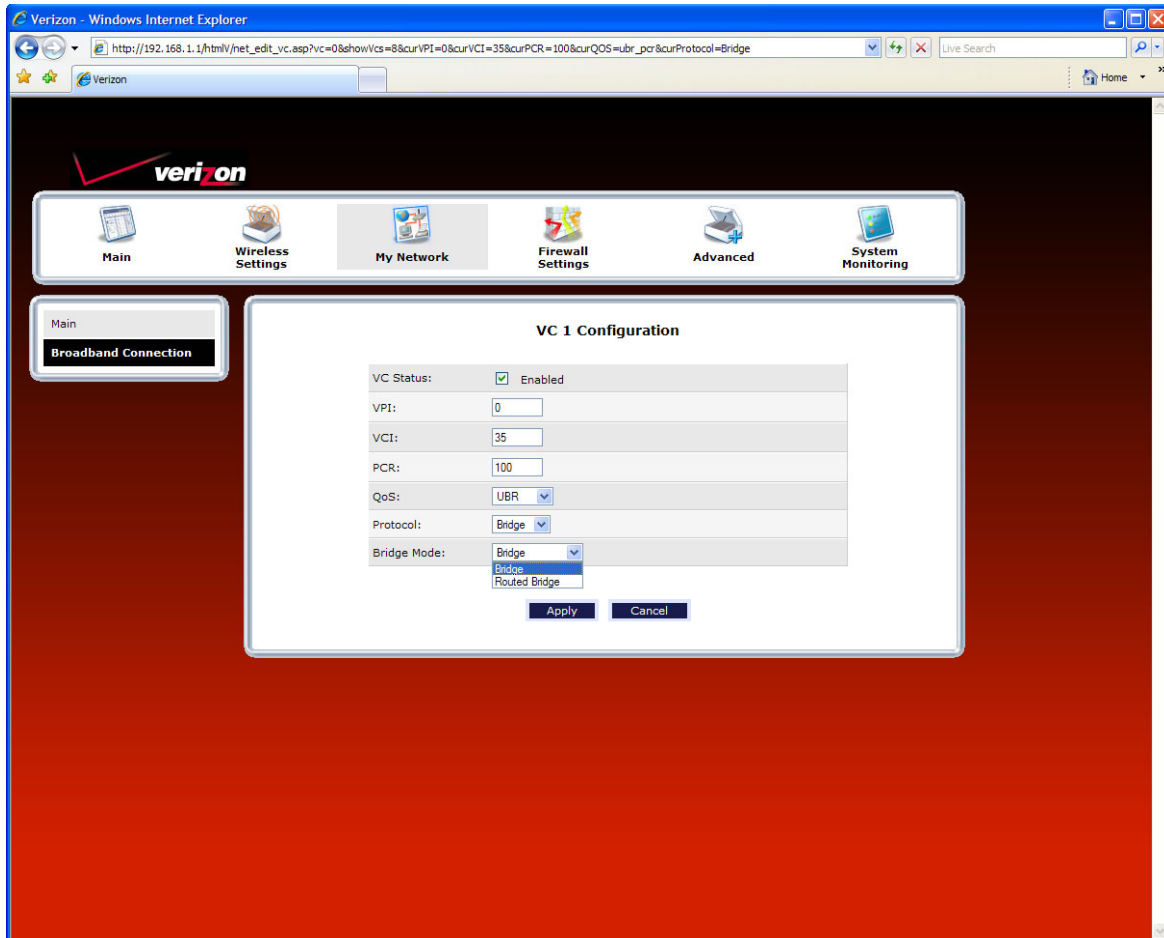 Verizon - Windows Internet Explorer
http://192.168.1.1/htmlV/net_edit_vc.asp?vc=0&showVcs=8&curVPI=0&curVCI=35&curPCR=100&curQOS=ubr_pcr&curProtocol=Bridge
Live Search
Verizon
Home
verizon
Main
Wireless Settings
My Network
Firewall Settings
Advanced
System Monitoring
Main
Broadband Connection
VC 1 Configuration
VC Status: Enabled
VPI: 0
VCI: 35
PCR: 100
QoS: UBR
Protocol: Bridge
Bridge Mode: Bridge
Bridge
Routed Bridge
Apply Cancel